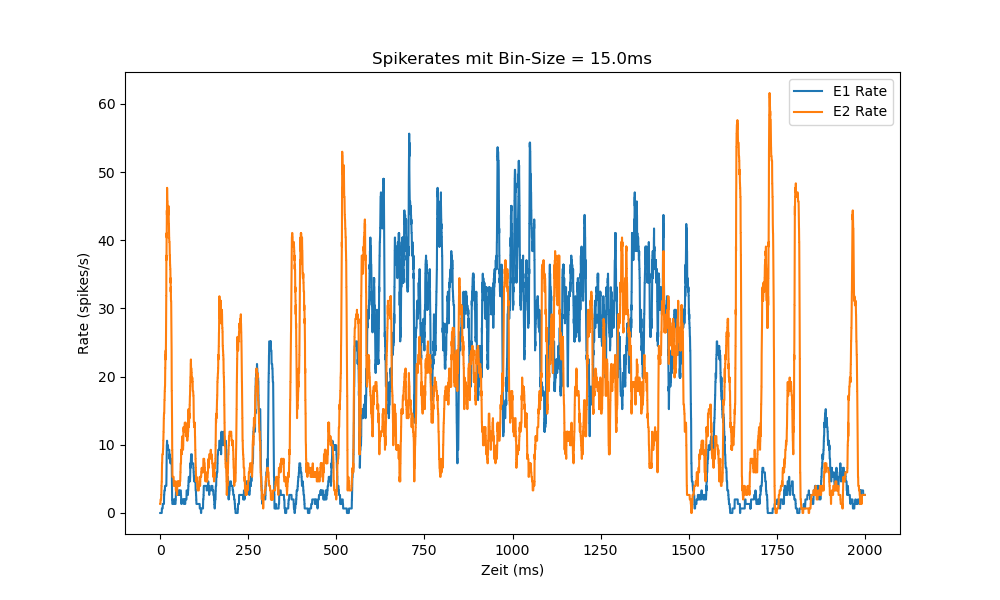 Spikerates mit Bin-Size = 15.0ms
E1 Rate
E2 Rate
Rate (spikes/s)
60
50
40
30
20
10
0
0 250 500 750 1000 1250 1500 1750 2000
Zeit (ms)